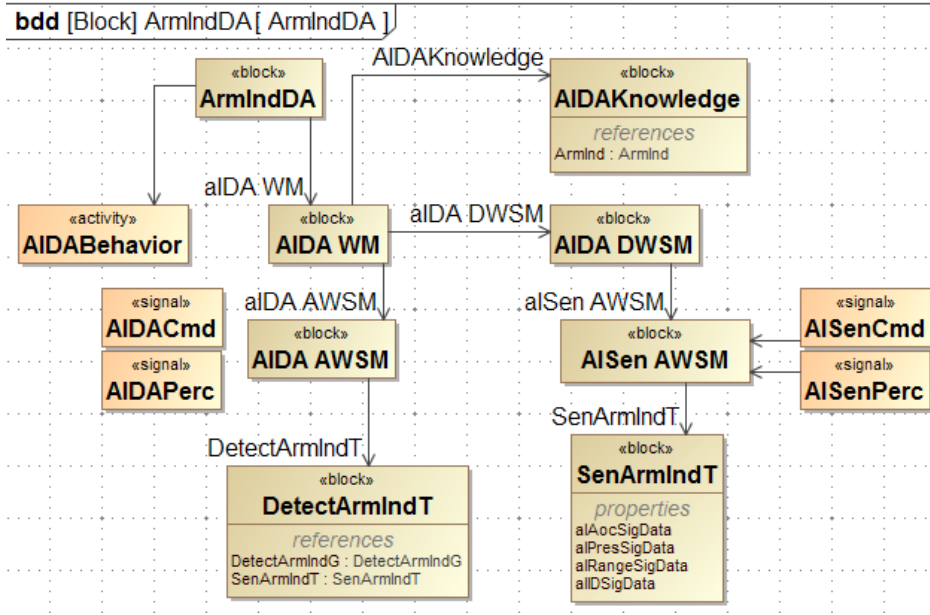 bdd [Block] ArmIndDA[ ArmIndDA ]
AIDAKnowledge
«block»
ArmIndDA
«block»
AIDAKnowledge
references
ArmInd : ArmInd
aIDA WM
«activity»
AIDABehavior
«block»
AIDA WM
aIDA DWSM
«block»
AIDA DWSM
aIDA AWSM
aISen AWSM
«signal»
AIDACmd
«signal»
AIDAPerc
«block»
AIDA AWSM
«block»
AISen AWSM
«signal»
AISenCmd
«signal»
AISenPerc
DetectArmIndT
SenArmIndT
«block»
DetectArmIndT
references
DetectArmIndG : DetectArmIndG
SenArmIndT : SenArmIndT
«block»
SenArmIndT
properties
aIAocSigData
aIPresSigData
aIRangeSigData
aIIDSigData